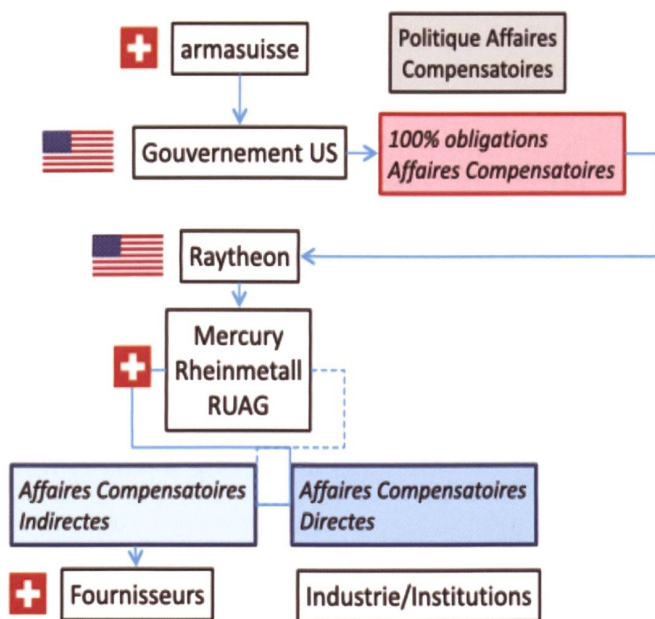 armasuisse
Politique Affaires
Compensatoires
Gouvernement US
100% obligations
Affaires Compensatoires
Raytheon
Mercury
Rheinmetall
RUAG
Affaires Compensatoires
Indirectes
Affaires Compensatoires
Directes
Fournisseurs
Industrie/Institutions